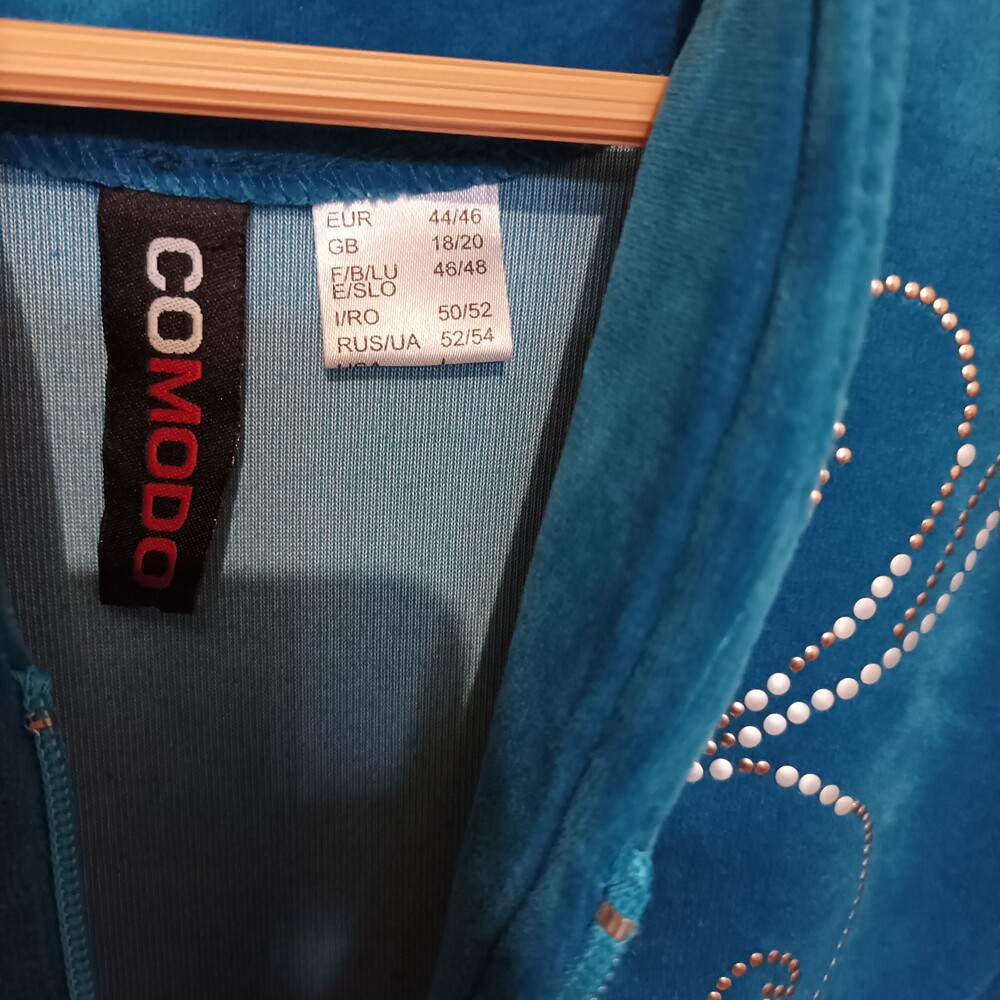 COMODO
EUR 44/46
GB 18/20
F/B/LU 46/48
E/SLO
I/RO 50/52
RUS/UA 52/54